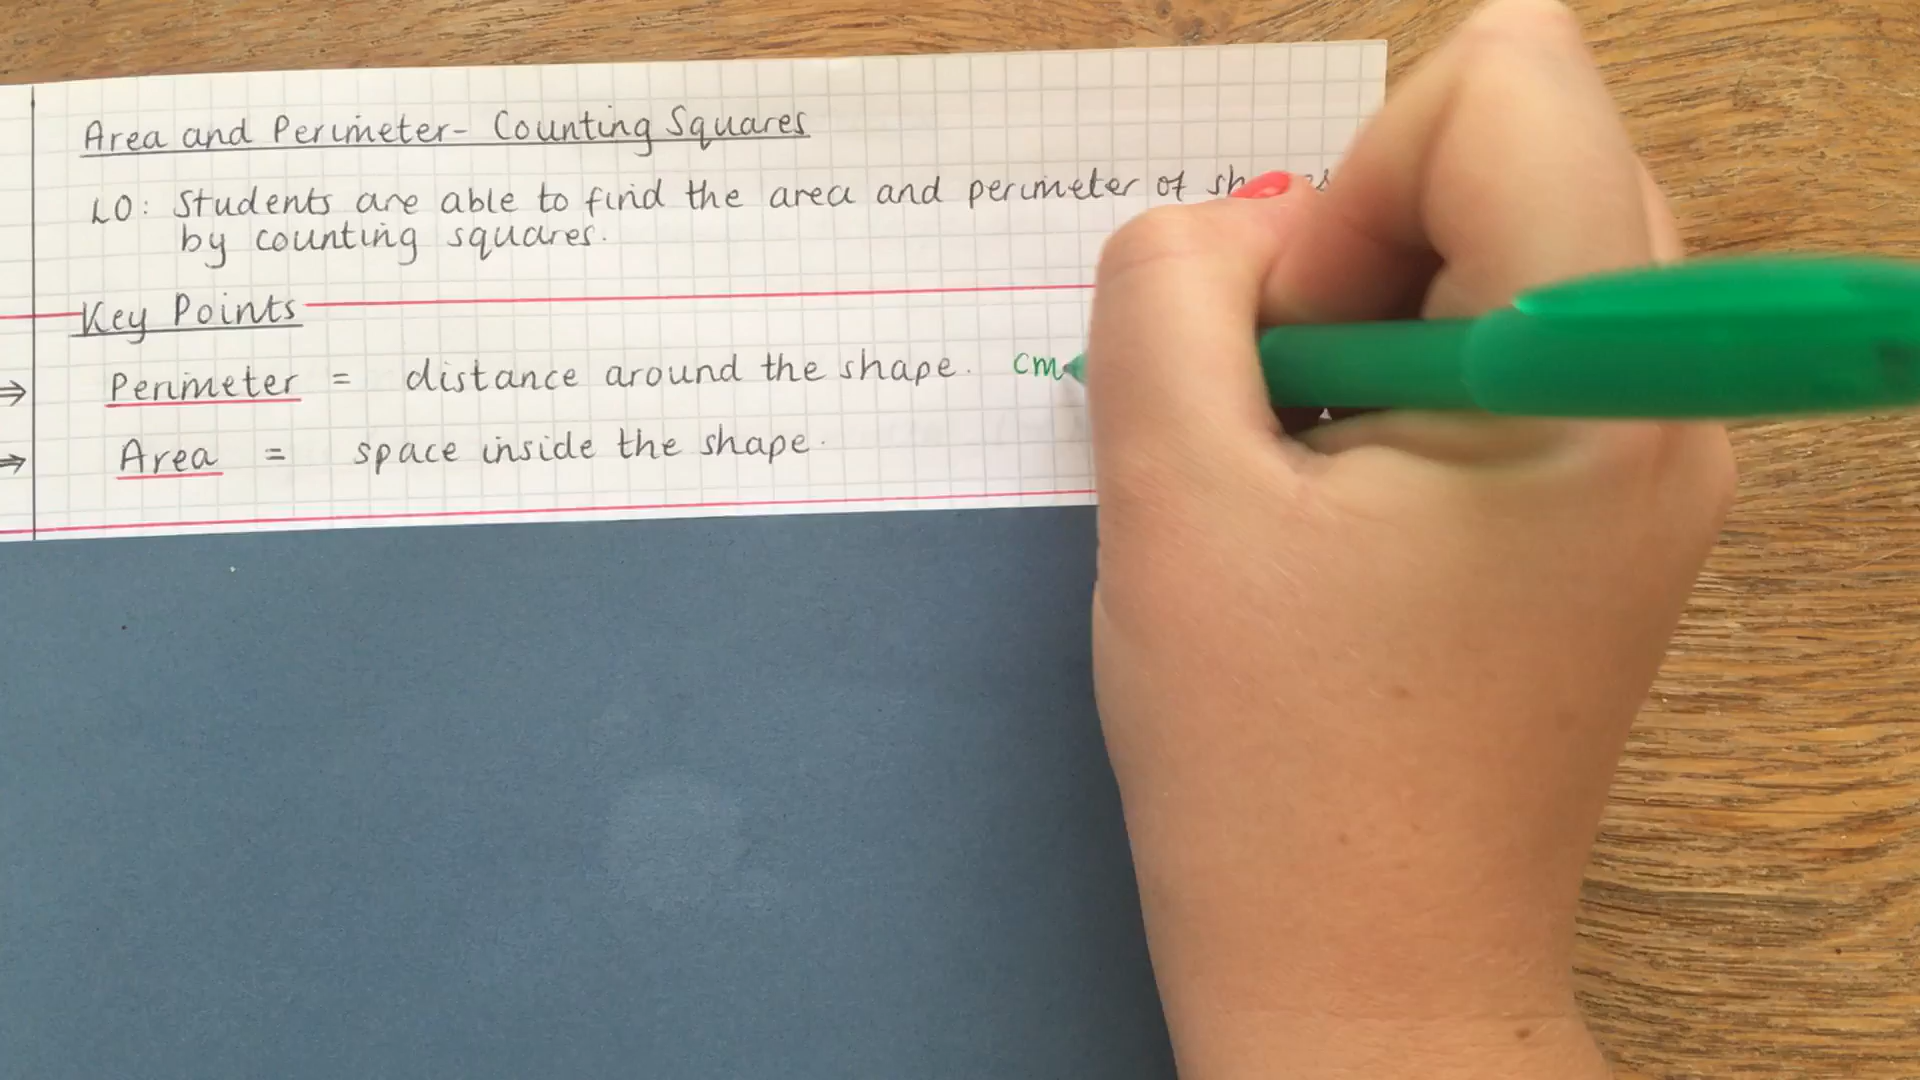 Area and Perimeter- Counting Squares
LO: Students are able to find the area and perimeter of
by counting squares.
Key Points
⇒ Perimeter = distance around the shape. cm
⇒ Area = space inside the shape.